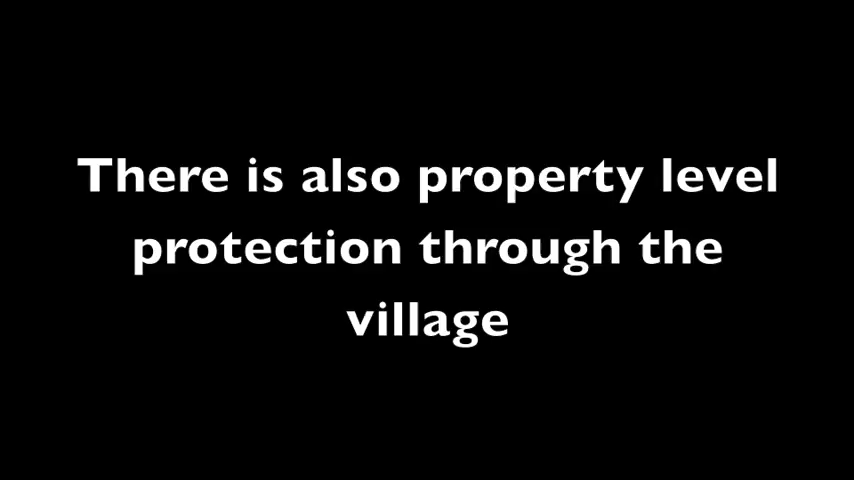 There is also property level
protection through the
village